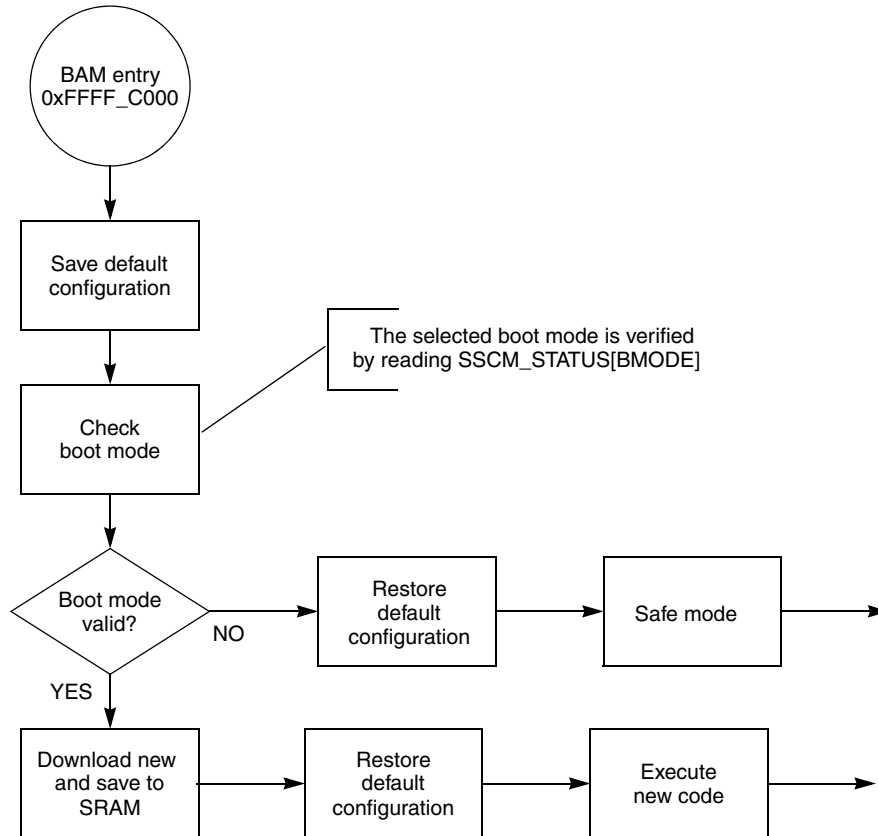 BAM entry
0xFFFF_C000
Save default
configuration
The selected boot mode is verified
by reading SSCM_STATUS[BMODE]
Check
boot mode
Boot mode
valid?
NO
Restore
default
configuration
Safe mode
YES
Download new
and save to
SRAM
Restore
default
configuration
Execute
new code